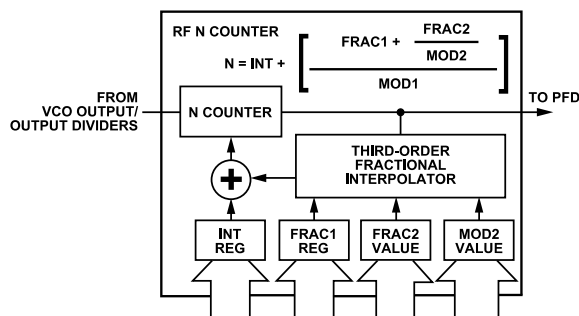 RF N COUNTER
N = INT +
FRAC1 +
FRAC2
MOD2
MOD1
FROM
VCO OUTPUT/
OUTPUT DIVIDERS
N COUNTER
TO PFD
THIRD-ORDER
FRACTIONAL
INTERPOLATOR
+
INT
REG
FRAC1
REG
FRAC2
VALUE
MOD2
VALUE